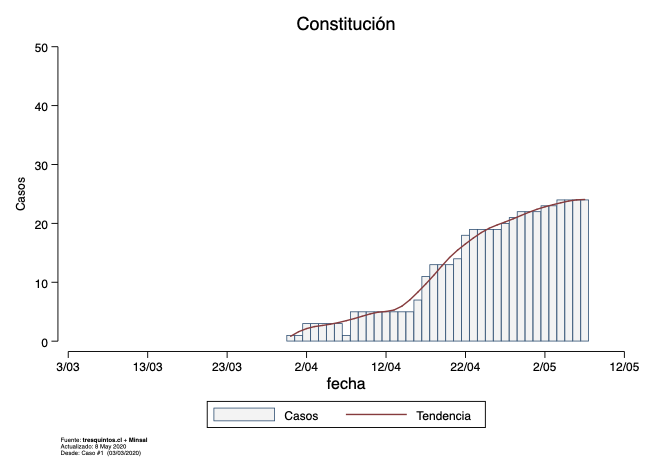 Constitución
50
40
30
20
10
0
Casos
3/03 13/03 23/03 2/04 12/04 22/04 2/05 12/05
fecha
Casos Tendencia
Fuente: tresquintos.cl + Minsal
Actualizado: 8 May 2020
Desde: Caso #1 (03/03/2020)